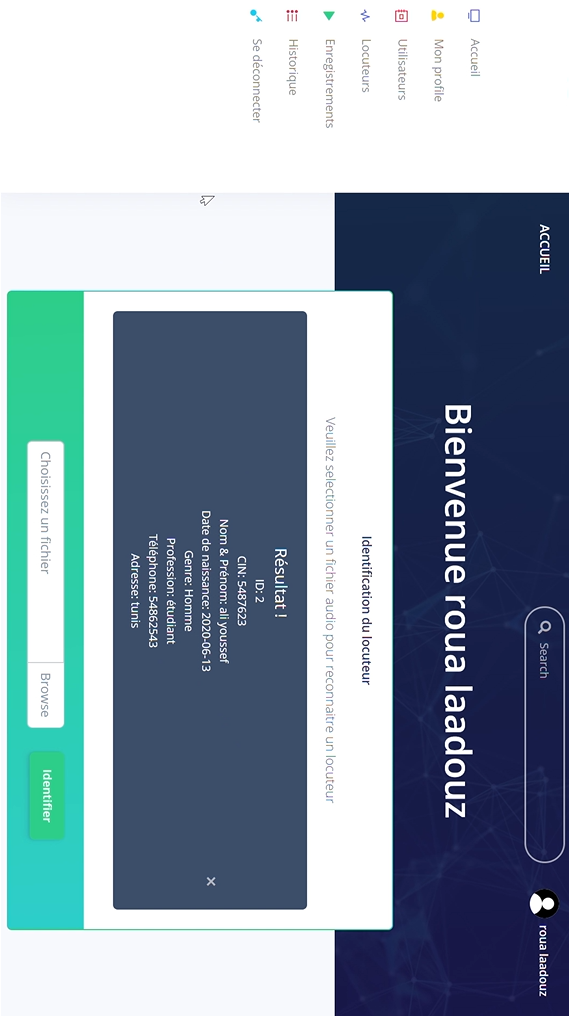 Accueil
Mon profile
Utilisateurs
Locuteurs
Enregistrements
Historique
Se déconnecter
ACCUEIL
Search
roua laadouz
Bienvenue roua laadouz
Identification du locuteur
Veuillez selectionner un fichier audio pour reconnaitre un locuteur
Résultat !
ID: 2
CIN: 5487623
Nom & Prénom: ali youssef
Date de naissance: 2020-06-13
Genre: Homme
Profession: étudiant
Téléphone: 54862543
Adresse: tunis
×
Choisissez un fichier
Browse
Identifier